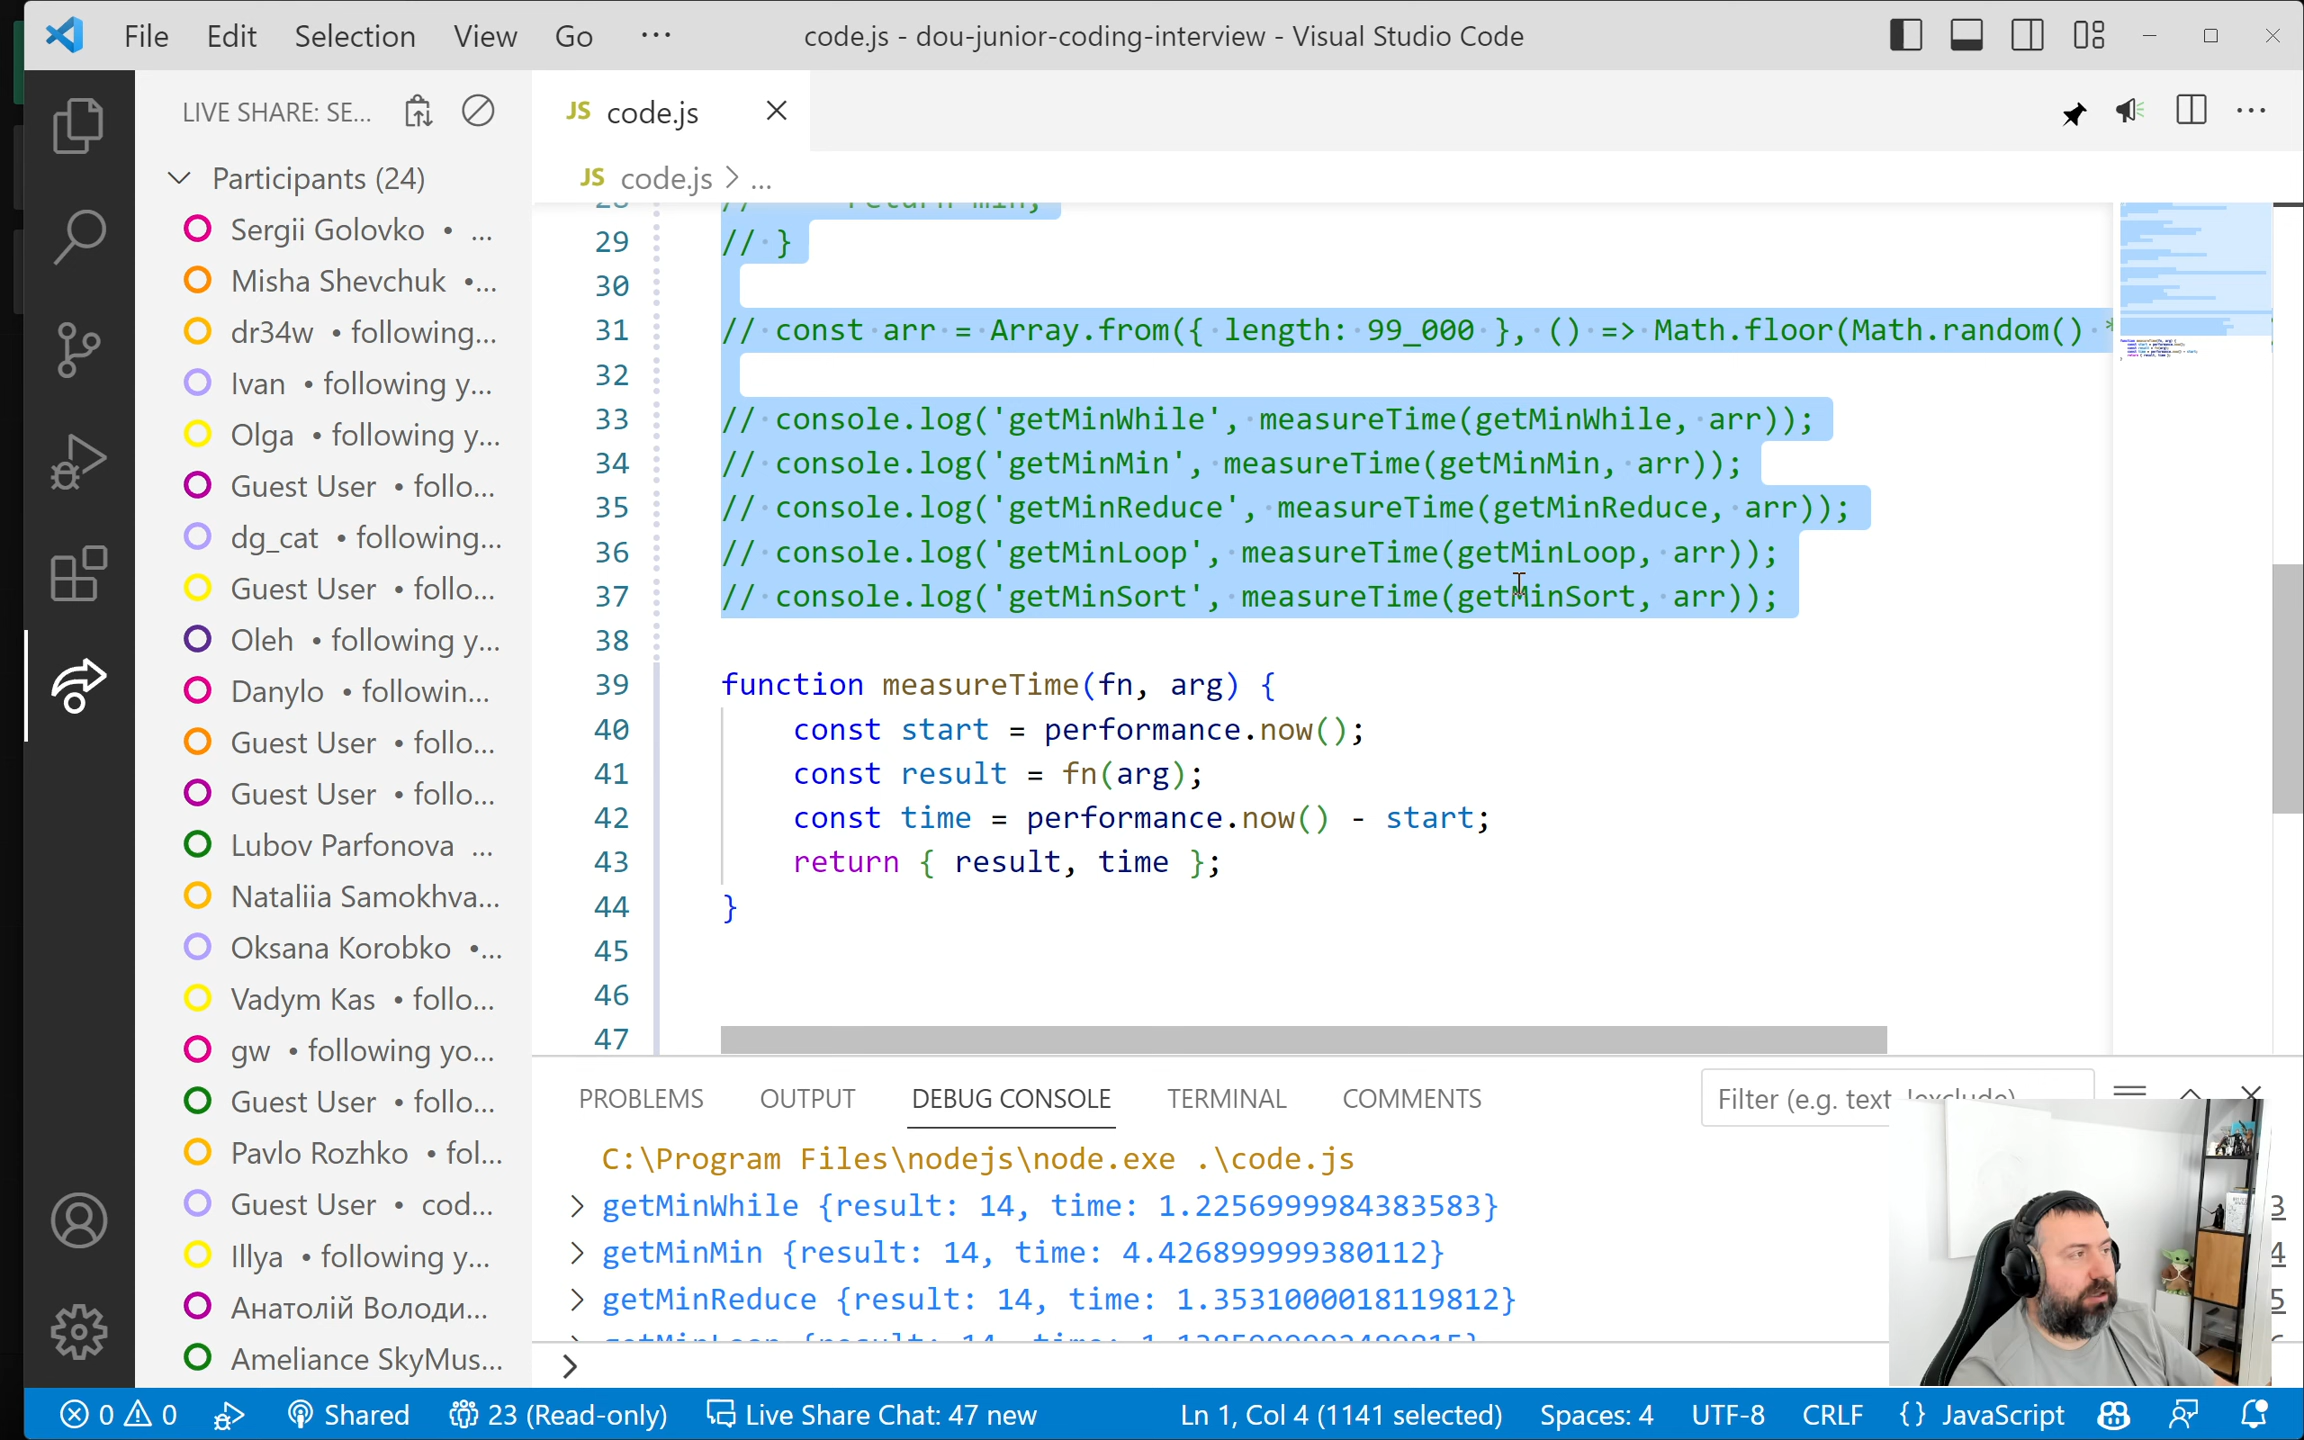 File Edit Selection View Go ··· code.js - dou-junior-coding-interview - Visual Studio Code
LIVE SHARE: SE...
JS code.js
JS code.js > ...
Participants (24)
Sergii Golovko • ...
Misha Shevchuk •...
dr34w • following...
Ivan • following y...
Olga • following y...
Guest User • follo...
dg_cat • following...
Guest User • follo...
Oleh • following y...
Danylo • followin...
Guest User • follo...
Guest User • follo...
Lubov Parfonova ...
Nataliia Samokhva...
Oksana Korobko •...
Vadym Kas • follo...
gw • following yo...
Guest User • follo...
Pavlo Rozhko • fol...
Guest User • cod...
Illya • following y...
Анатолій Володи...
Ameliance SkyMus...
28 // return min;
29 // }
30
31 // const arr = Array.from({ length: 99_000 }, () => Math.floor(Math.random() *
32
33 // console.log('getMinWhile', measureTime(getMinWhile, arr));
34 // console.log('getMinMin', measureTime(getMinMin, arr));
35 // console.log('getMinReduce', measureTime(getMinReduce, arr));
36 // console.log('getMinLoop', measureTime(getMinLoop, arr));
37 // console.log('getMinSort', measureTime(getMinSort, arr));
38
39 function measureTime(fn, arg) {
40 const start = performance.now();
41 const result = fn(arg);
42 const time = performance.now() - start;
43 return { result, time };
44 }
45
46
47
PROBLEMS OUTPUT DEBUG CONSOLE TERMINAL COMMENTS Filter (e.g. text, !exclude)
C:\Program Files\nodejs\node.exe .\code.js
> getMinWhile {result: 14, time: 1.2256999984383583} 3
> getMinMin {result: 14, time: 4.426899999380112} 4
> getMinReduce {result: 14, time: 1.3531000018119812} 5
>
0 0 Shared 23 (Read-only) Live Share Chat: 47 new Ln 1, Col 4 (1141 selected) Spaces: 4 UTF-8 CRLF {} JavaScript